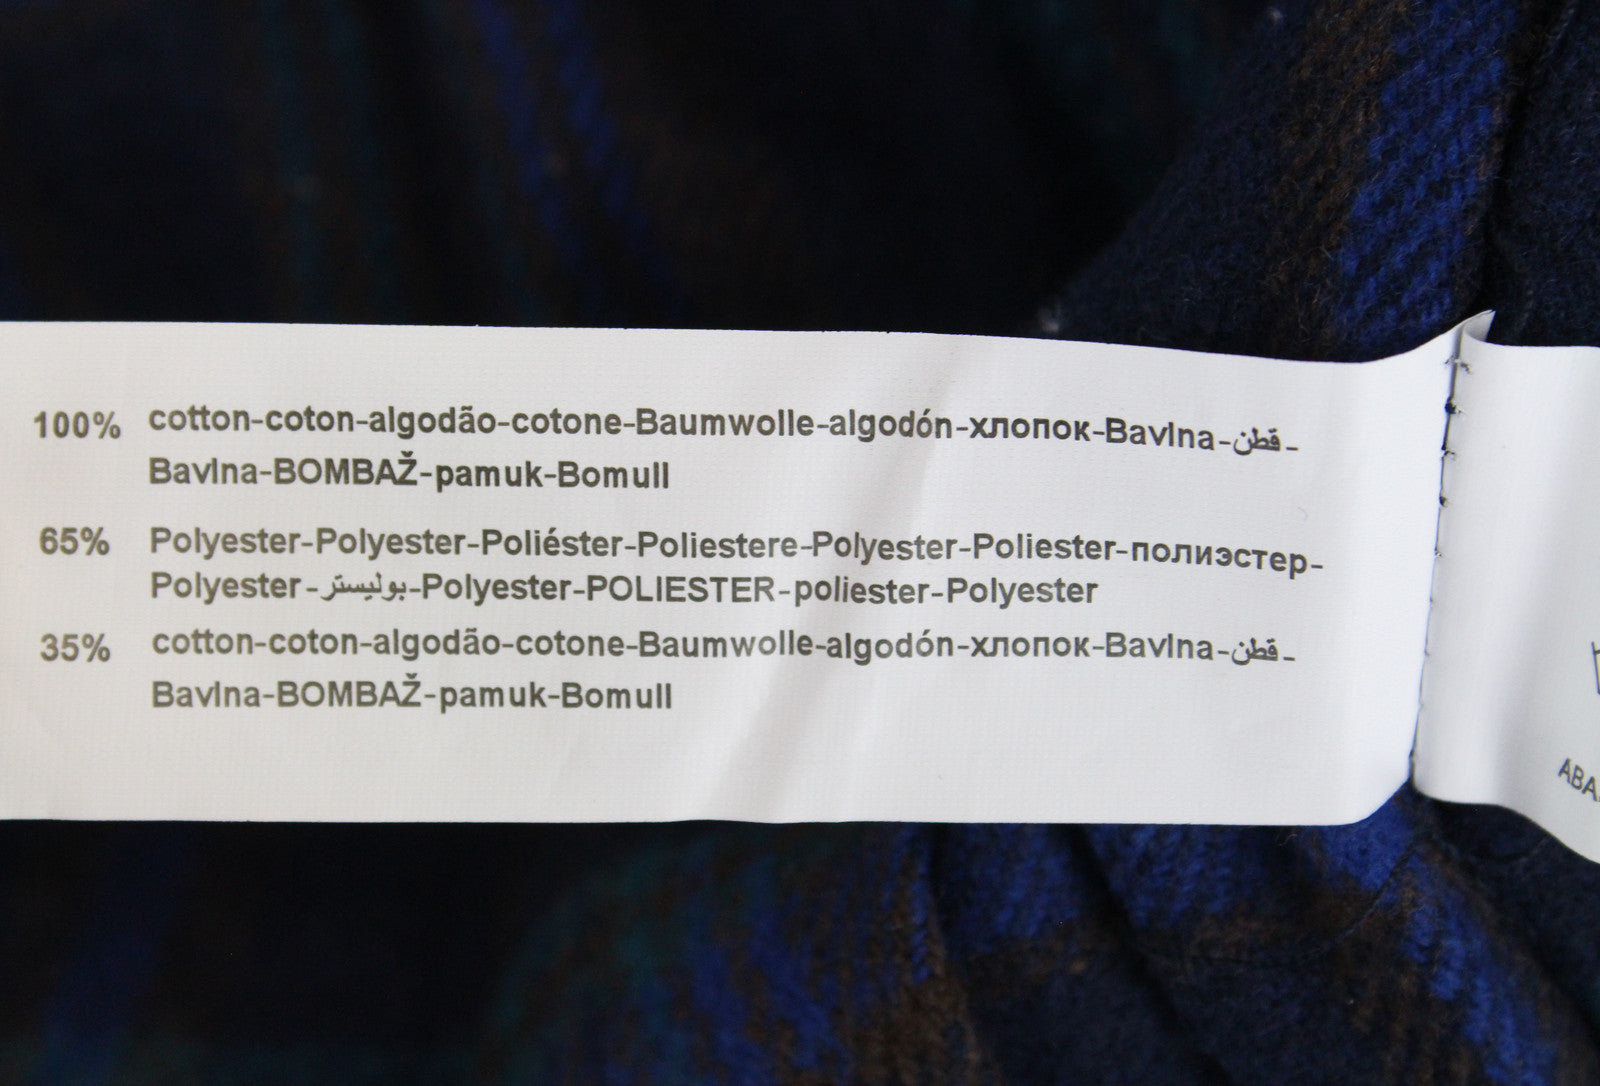 100% cotton-coton-algodão-cotone-Baumwolle-algodón-хлопок-Bavlna-قطن-
Bavlna-BOMBAŽ-pamuk-Bomull
65% Polyester-Polyester-Poliéster-Poliestere-Polyester-Poliester-полиэстер-
Polyester-بوليستر-Polyester-POLIESTER-poliester-Polyester
35% cotton-coton-algodão-cotone-Baumwolle-algodón-хлопок-Bavlna-قطن-
Bavlna-BOMBAŽ-pamuk-Bomull